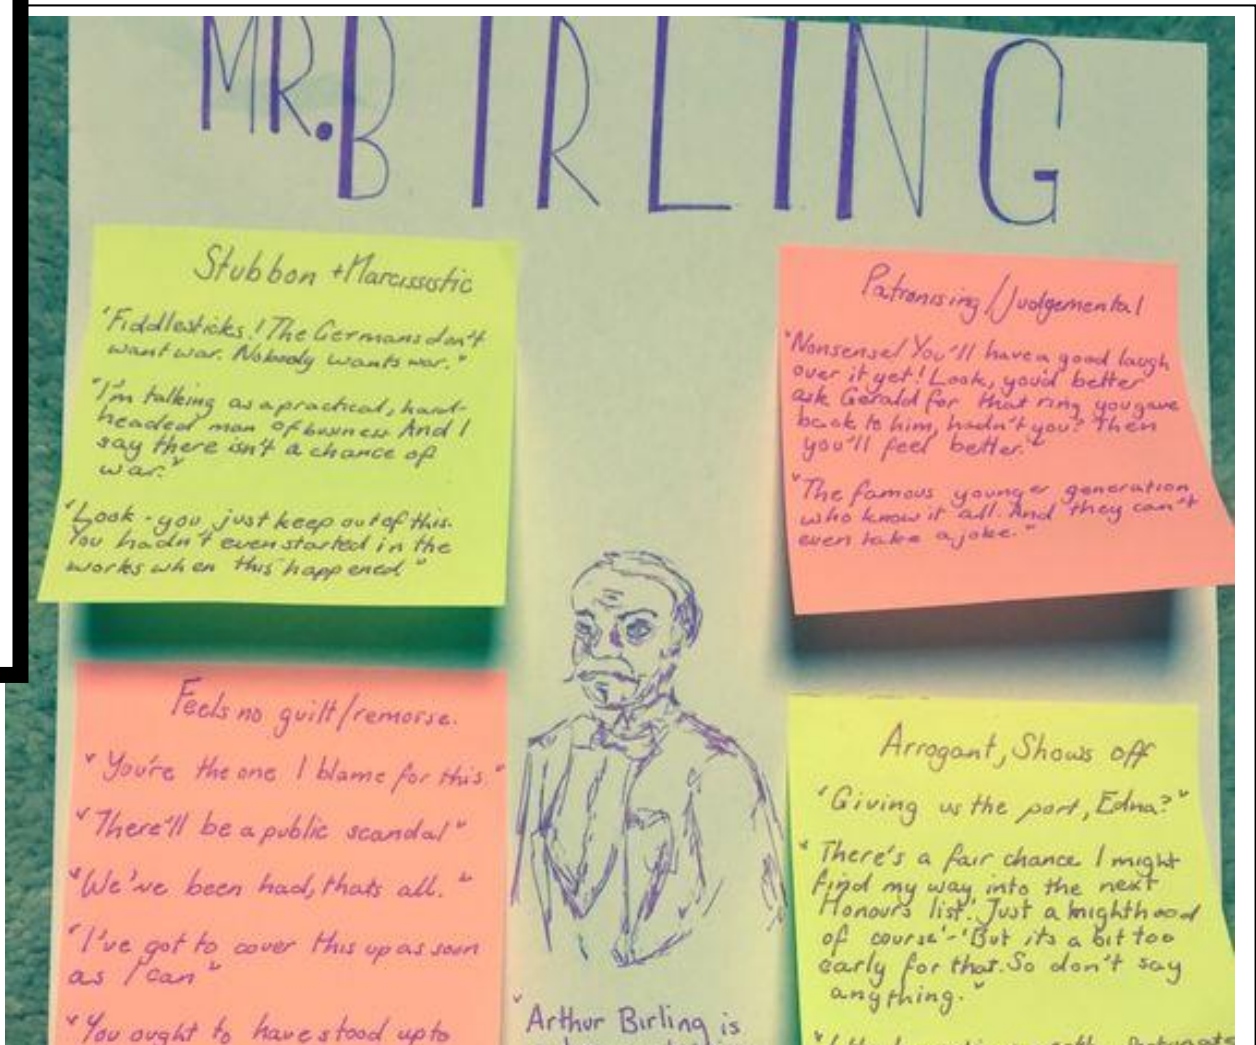 MR. BIRLING
Stubbon + Narcissistic
"Fiddlesticks! The Germans don't
want war. Nobody wants war."
"I'm talking as a practical, hard-
headed man of business. And I
say there isn't a chance of
war."
"Look - you just keep out of this.
You hadn't even started in the
works when this happened"
Patronising/Judgemental
"Nonsense! You'll have a good laugh
over it yet! Look, you'd better
ask Gerald for that ring you gave
back to him, hadn't you? Then
you'll feel better."
"The famous younger generation
who know it all. And they can't
even take a joke."
Feels no guilt/remorse.
"You're the one I blame for this."
"There'll be a public scandal"
"We've been had, thats all."
"I've got to cover this up as soon
as I can"
"You ought to have stood up to
Arrogant, Shows off
"Giving us the port, Edna?"
"There's a fair chance I might
find my way into the next
Honours list. Just a knighthood
of course' - 'But its a bit too
early for that. So don't say
anything."
"Arthur Birling is